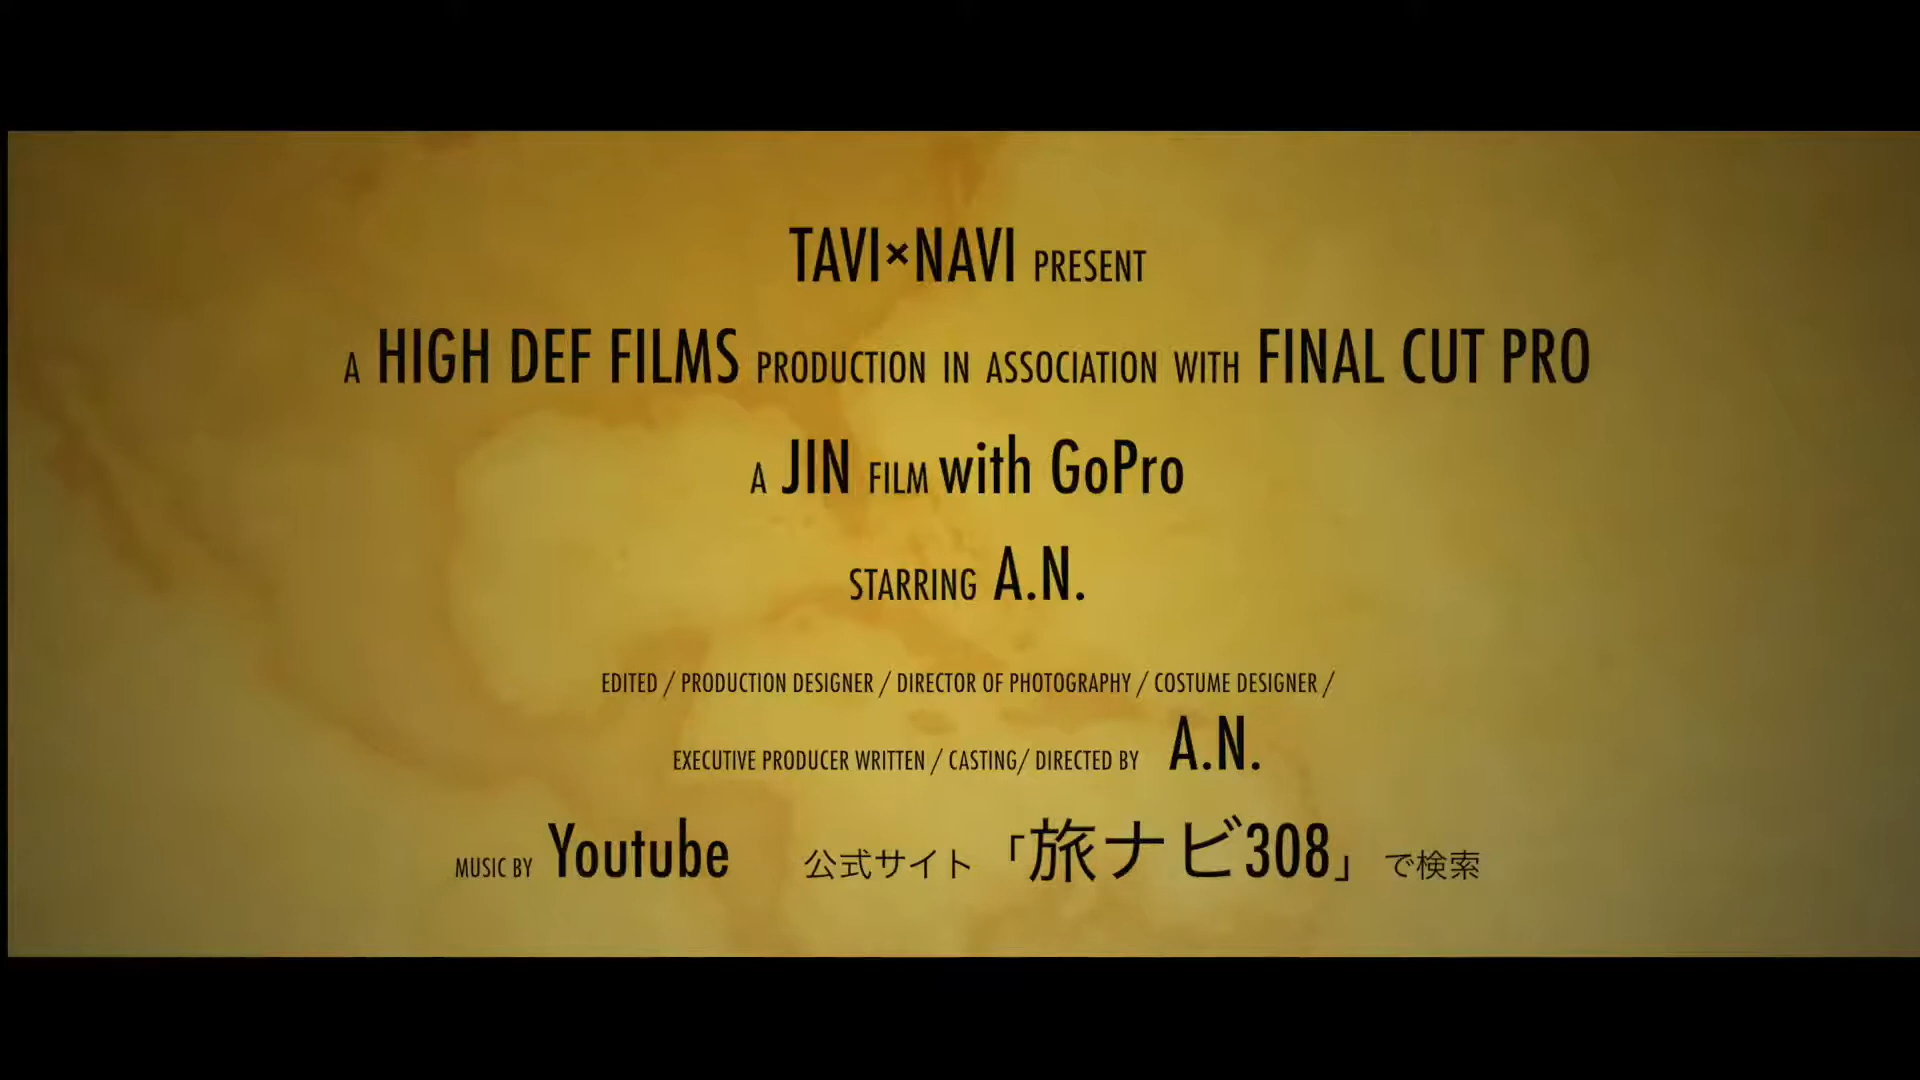 TAVI×NAVI PRESENT
A HIGH DEF FILMS PRODUCTION IN ASSOCIATION WITH FINAL CUT PRO
A JIN FILM with GoPro
STARRING A.N.
EDITED / PRODUCTION DESIGNER / DIRECTOR OF PHOTOGRAPHY / COSTUME DESIGNER /
EXECUTIVE PRODUCER WRITTEN / CASTING/ DIRECTED BY A.N.
MUSIC BY Youtube 公式サイト 「旅ナビ308」 で検索